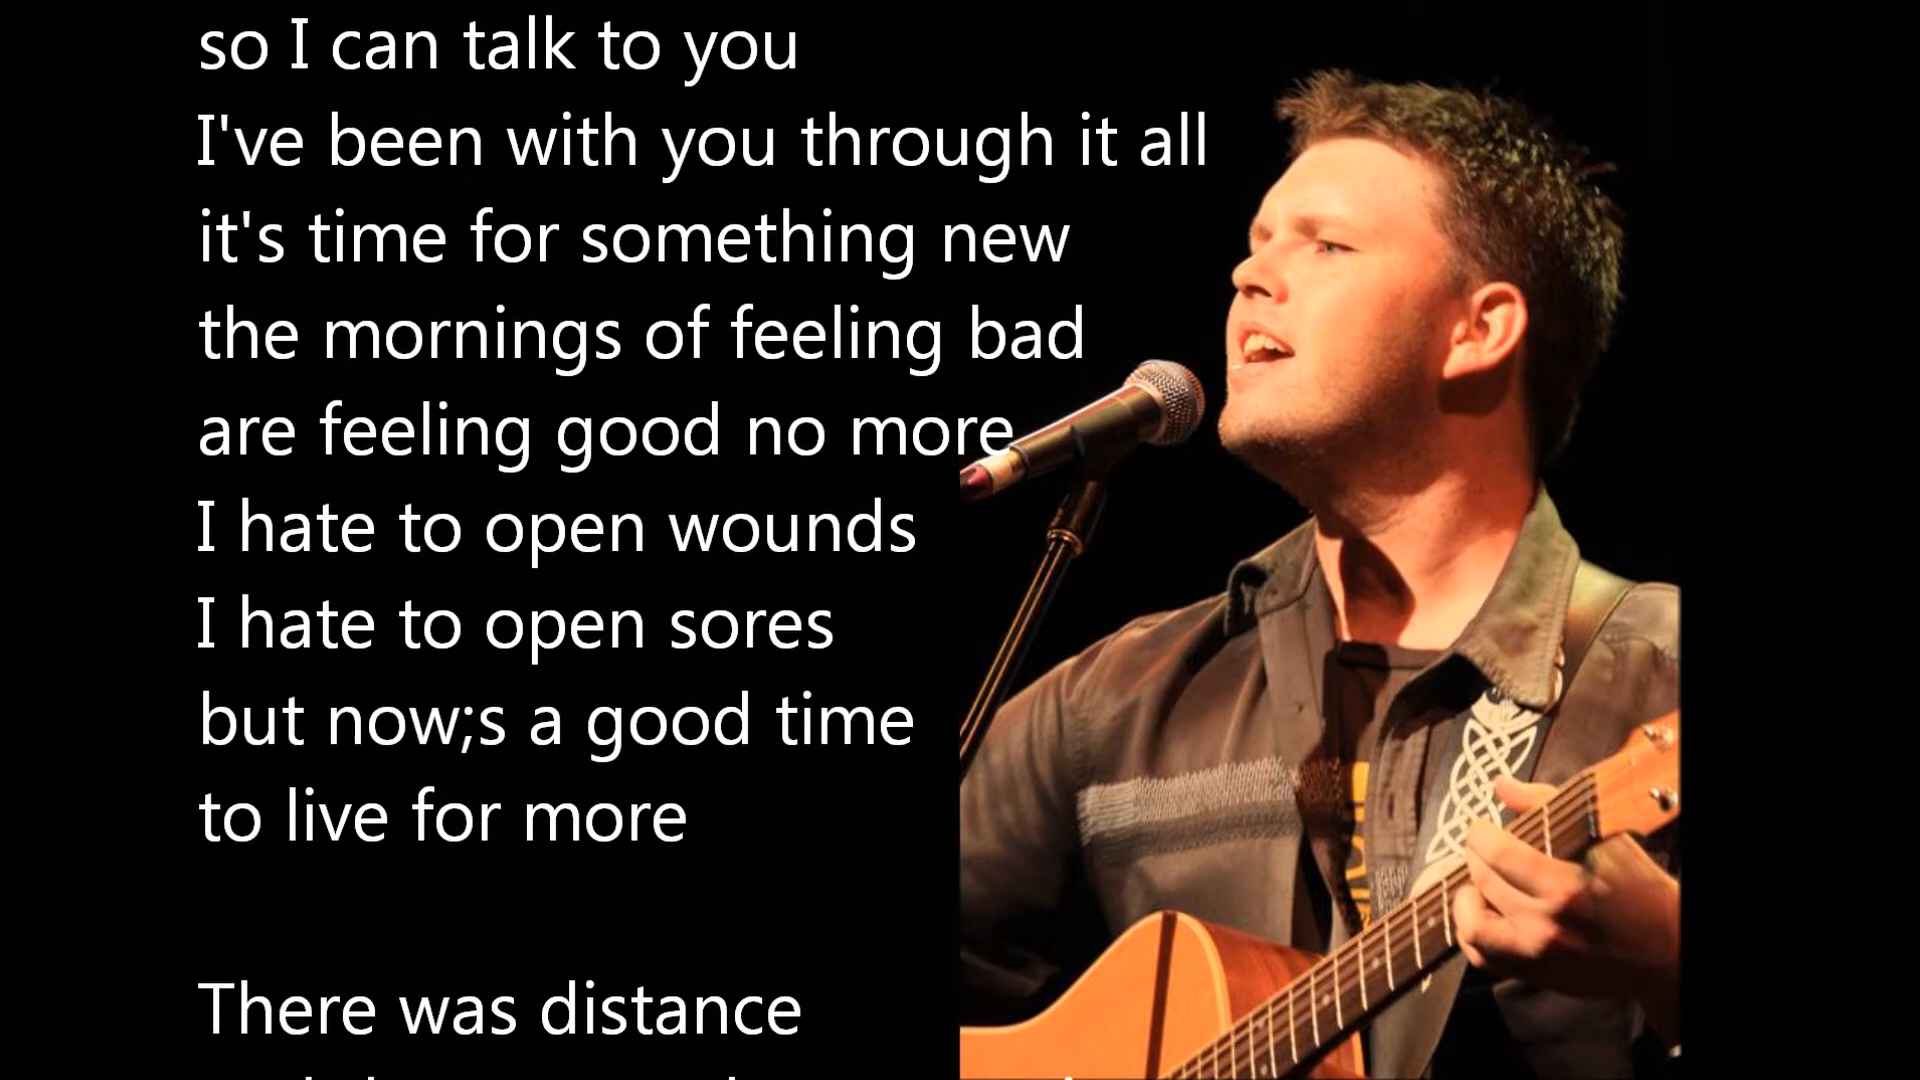 so I can talk to you
I've been with you through it all
it's time for something new
the mornings of feeling bad
are feeling good no more
I hate to open wounds
I hate to open sores
but now;s a good time
to live for more
There was distance